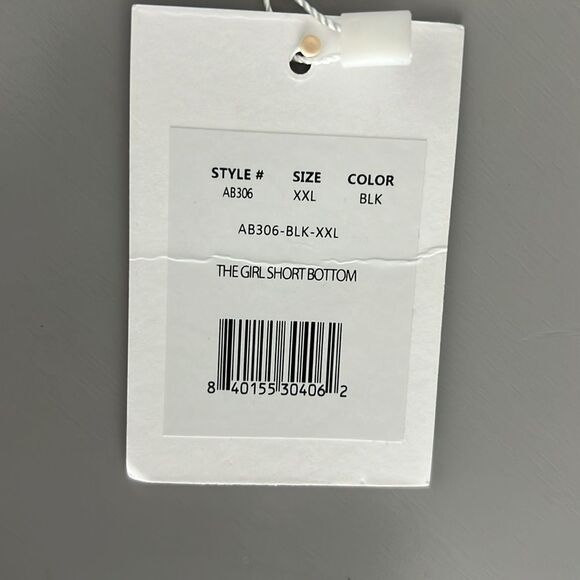 STYLE # SIZE COLOR
AB306 XXL BLK
AB306-BLK-XXL
THE GIRL SHORT BOTTOM
8 40155 30406 2